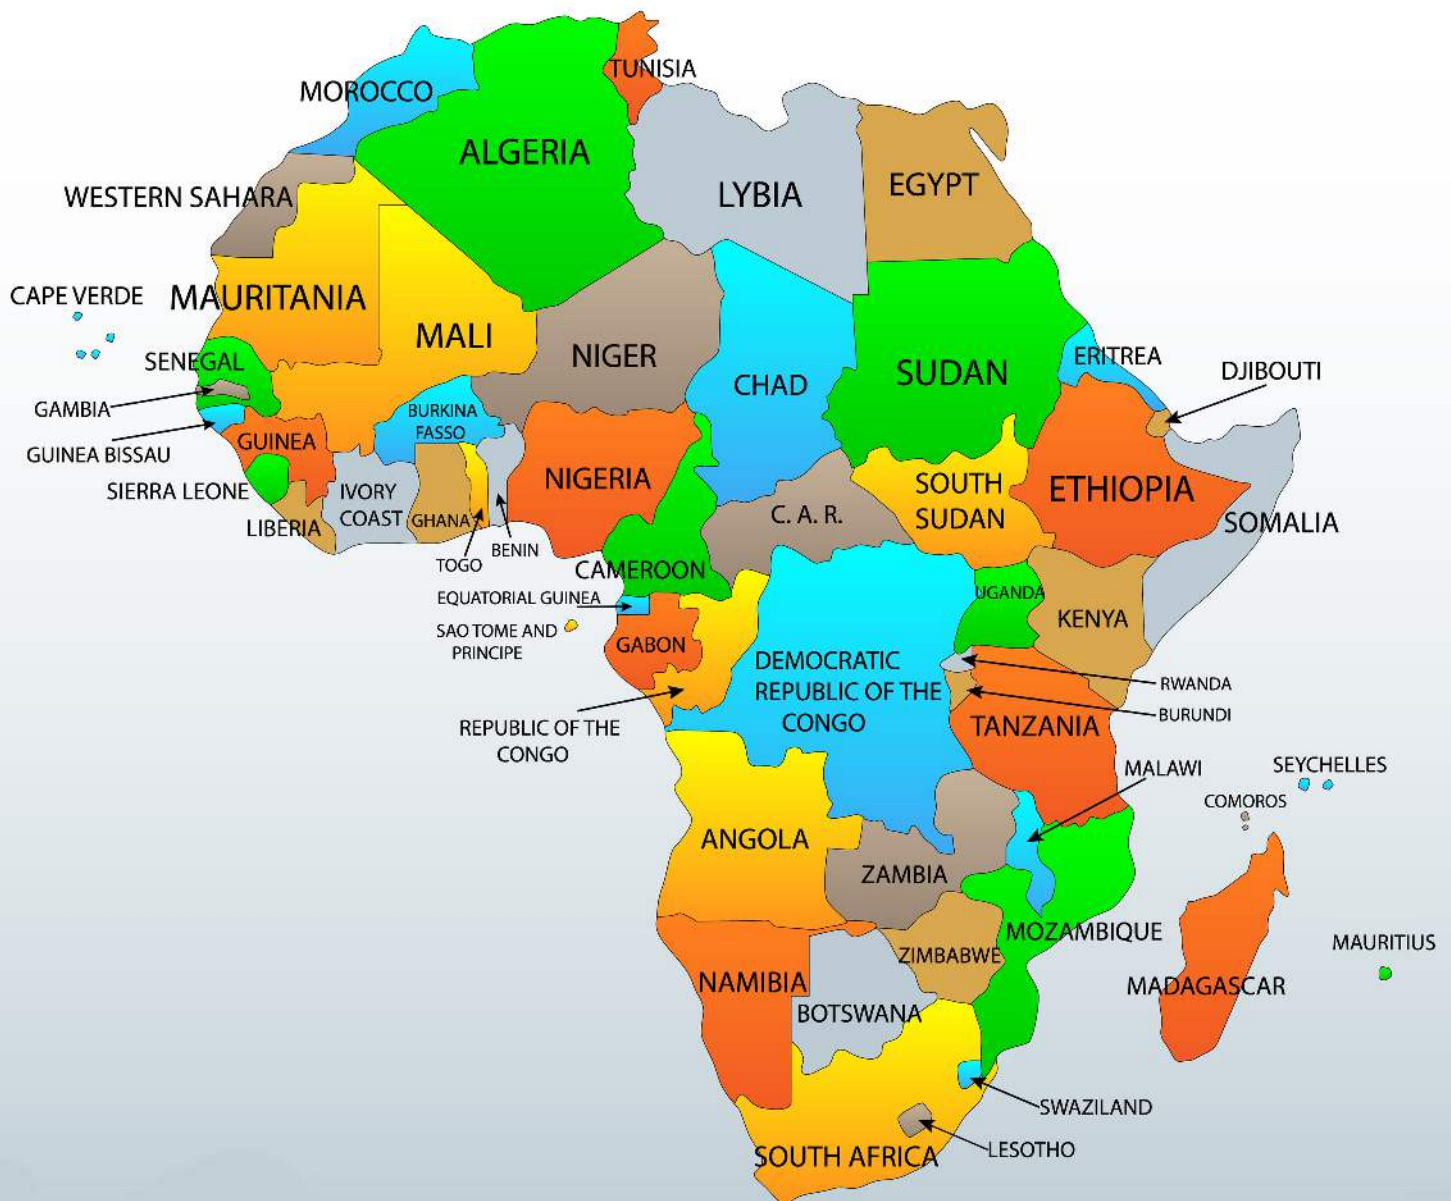 TUNISIA
MOROCCO
ALGERIA
LYBIA
EGYPT
WESTERN SAHARA
CAPE VERDE
MAURITANIA
MALI
NIGER
CHAD
SUDAN
ERITREA
DJIBOUTI
SENEGAL
GAMBIA
GUINEA BISSAU
GUINEA
BURKINA
FASSO
SIERRA LEONE
LIBERIA
IVORY
COAST
GHANA
TOGO
BENIN
NIGERIA
C. A. R.
SOUTH
SUDAN
ETHIOPIA
SOMALIA
CAMEROON
EQUATORIAL GUINEA
SAO TOME AND
PRINCIPE
GABON
UGANDA
KENYA
DEMOCRATIC
REPUBLIC OF THE
CONGO
REPUBLIC OF THE
CONGO
RWANDA
BURUNDI
TANZANIA
MALAWI
SEYCHELLES
COMOROS
ANGOLA
ZAMBIA
MOZAMBIQUE
ZIMBABWE
MAURITIUS
NAMIBIA
MADAGASCAR
BOTSWANA
SWAZILAND
LESOTHO
SOUTH AFRICA